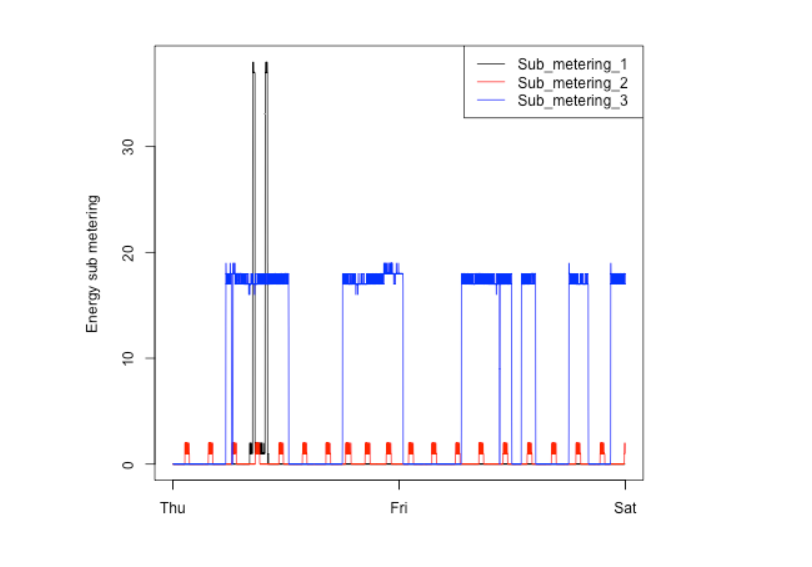 Sub_metering_1
Sub_metering_2
Sub_metering_3
Energy sub metering
30
20
10
0
Thu Fri Sat